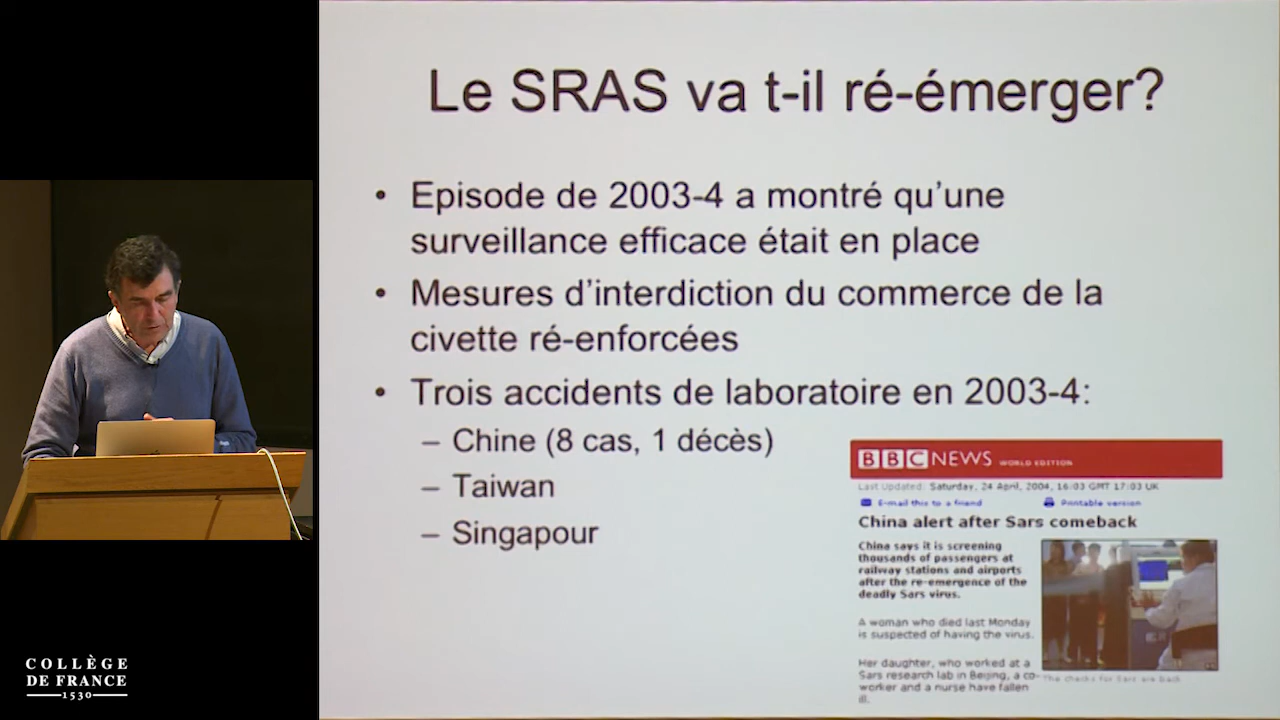 Le SRAS va t-il ré-émerger?
• Episode de 2003-4 a montré qu'une
surveillance efficace était en place
• Mesures d'interdiction du commerce de la
civette ré-enforcées
• Trois accidents de laboratoire en 2003-4:
– Chine (8 cas, 1 décès)
– Taiwan
– Singapour
BBC NEWS WORLD EDITION
Last Updated: Saturday, 24 April, 2004, 16:03 GMT 17:03 UK
E-mail this to a friend Printable version
China alert after Sars comeback
China says it is screening
thousands of passengers at
railway stations and airports
after the re-emergence of the
deadly Sars virus.
A woman who died last Monday
is suspected of having the virus.
Her daughter, who worked at a
Sars research lab in Beijing, a co-
worker and a nurse have fallen
ill.
The checks for Sars are back
COLLÈGE
DE FRANCE
1530